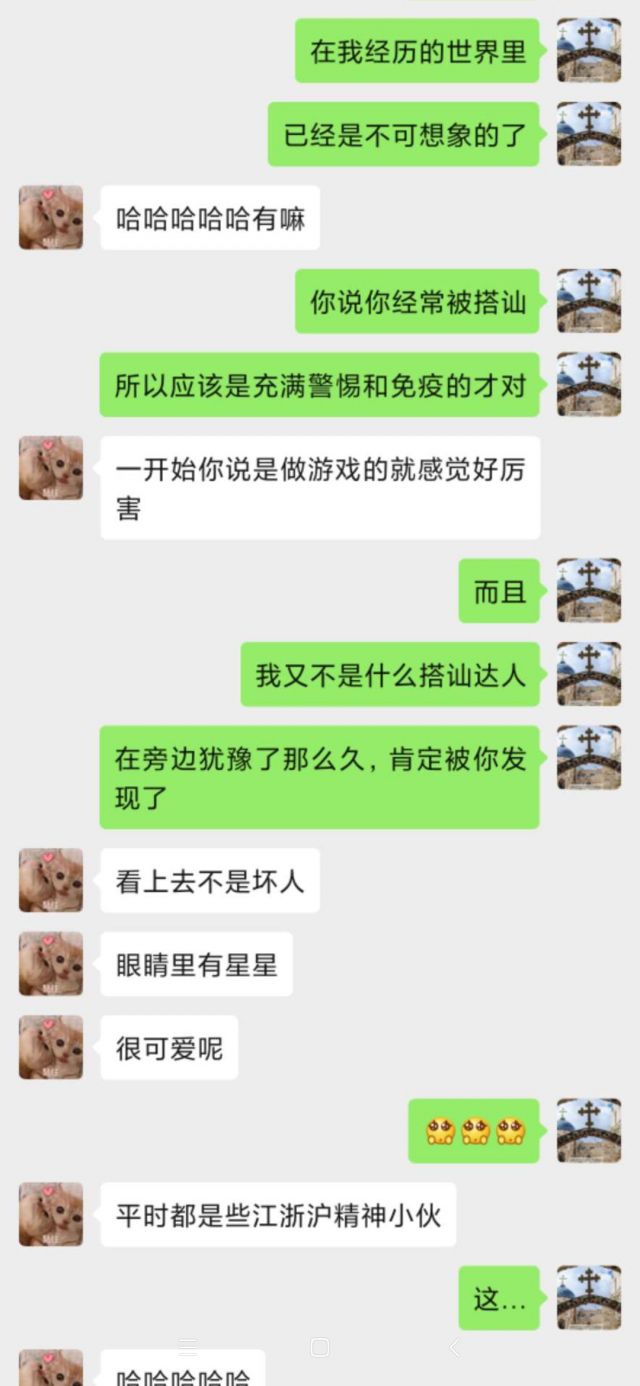 在我经历的世界里
已经是不可想象的了
哈哈哈哈哈有嘛
你说你经常被搭讪
所以应该是充满警惕和免疫的才对
一开始你说是做游戏的就感觉好厉
害
而且
我又不是什么搭讪达人
在旁边犹豫了那么久，肯定被你发
现了
看上去不是坏人
眼睛里有星星
很可爱呢
平时都是些江浙沪精神小伙
这...
哈哈哈哈哈